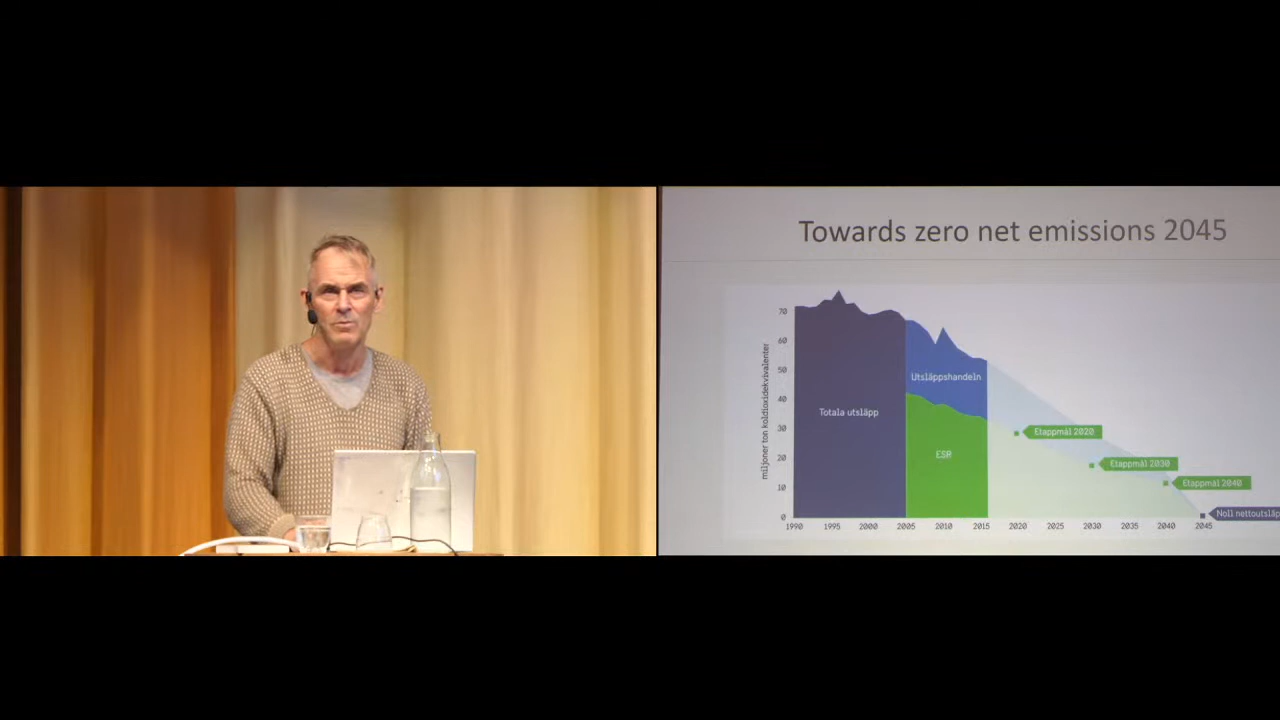 Towards zero net emissions 2045
miljoner ton koldioxidekvivalenter
70
60
50
40
30
20
10
0
Totala utsläpp
Utsläppshandeln
ESR
Etappmål 2020
Etappmål 2030
Etappmål 2040
Noll nettoutsläp
1990 1995 2000 2005 2010 2015 2020 2025 2030 2035 2040 2045